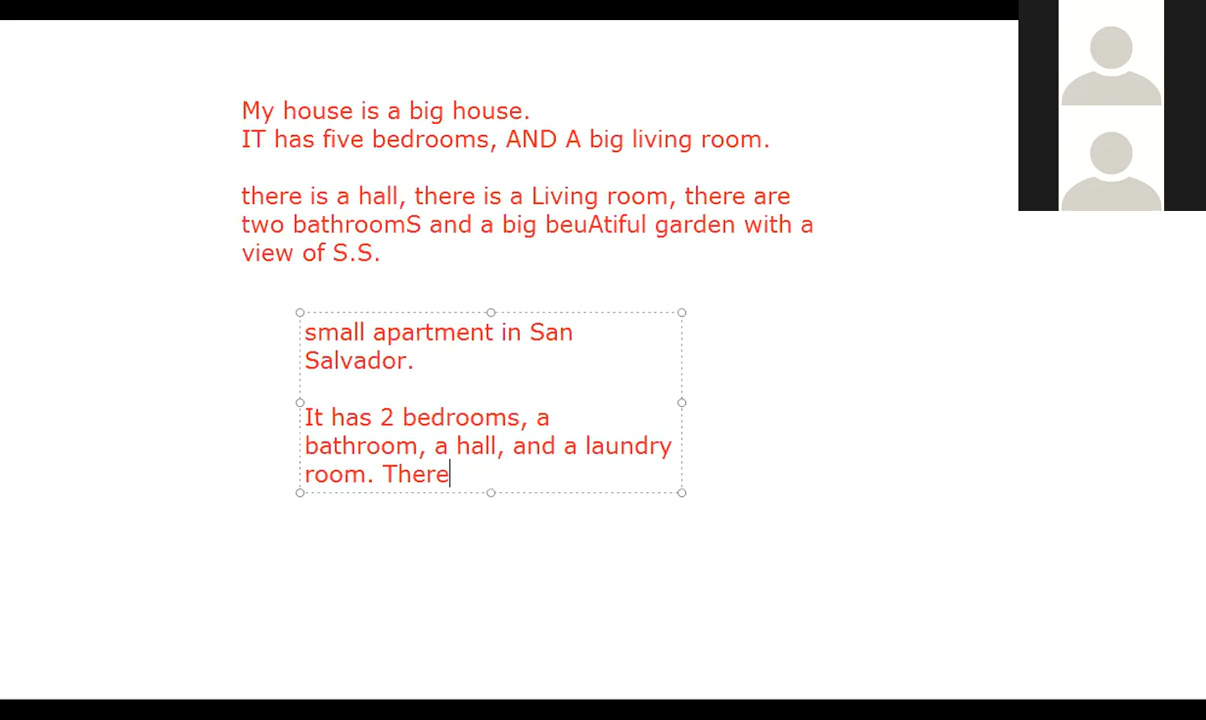 My house is a big house.
IT has five bedrooms, AND A big living room.
there is a hall, there is a Living room, there are
two bathroomS and a big beuAtiful garden with a
view of S.S.
small apartment in San
Salvador.
It has 2 bedrooms, a
bathroom, a hall, and a laundry
room. There